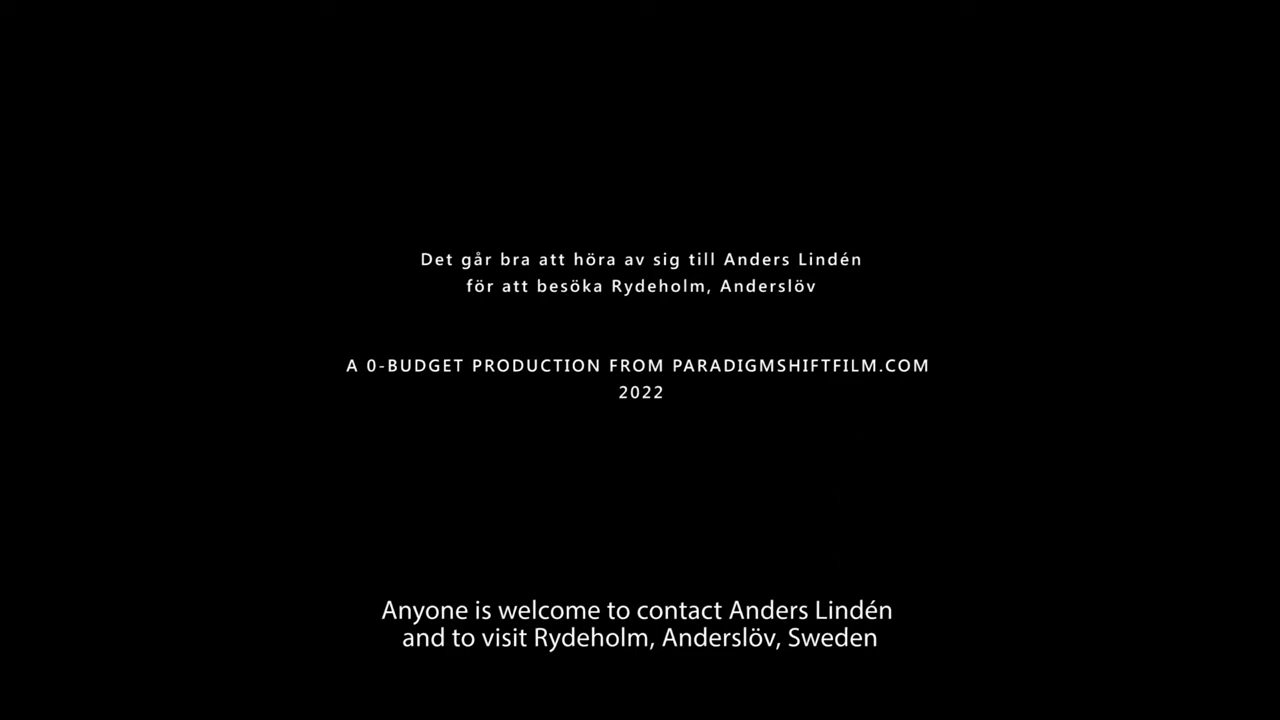 Det går bra att höra av sig till Anders Lindén
för att besöka Rydeholm, Anderslöv
A 0-BUDGET PRODUCTION FROM PARADIGMSHIFTFILM.COM
2022
Anyone is welcome to contact Anders Lindén
and to visit Rydeholm, Anderslöv, Sweden